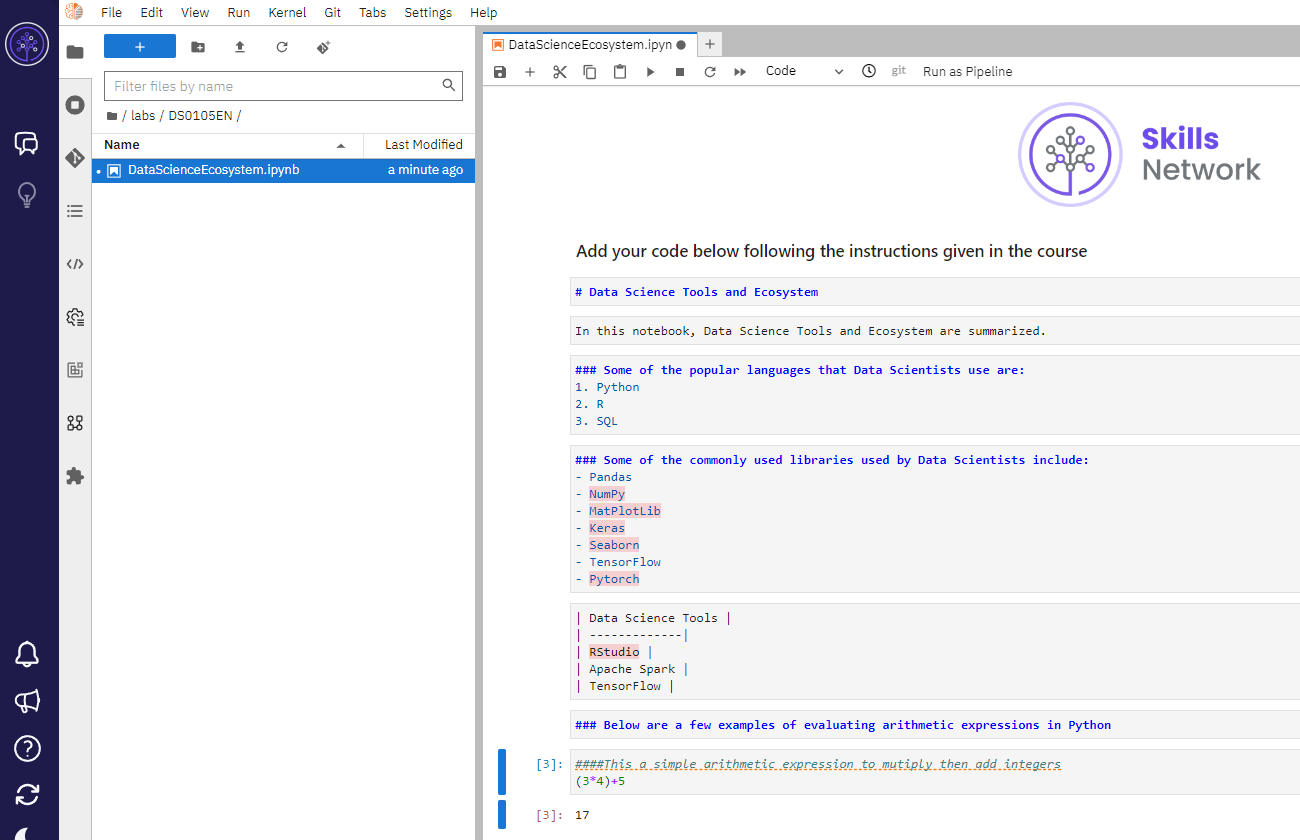 File Edit View Run Kernel Git Tabs Settings Help
Filter files by name
/ labs / DS0105EN /
Name Last Modified
DataScienceEcosystem.ipynb a minute ago
DataScienceEcosystem.ipyn
Code git Run as Pipeline
Skills
Network
Add your code below following the instructions given in the course
# Data Science Tools and Ecosystem
In this notebook, Data Science Tools and Ecosystem are summarized.
### Some of the popular languages that Data Scientists use are:
1. Python
2. R
3. SQL
### Some of the commonly used libraries used by Data Scientists include:
- Pandas
- NumPy
- MatPlotLib
- Keras
- Seaborn
- TensorFlow
- Pytorch
| Data Science Tools |
| -------------|
| RStudio |
| Apache Spark |
| TensorFlow |
### Below are a few examples of evaluating arithmetic expressions in Python
[3]: ####This a simple arithmetic expression to mutiply then add integers
(3*4)+5
[3]: 17